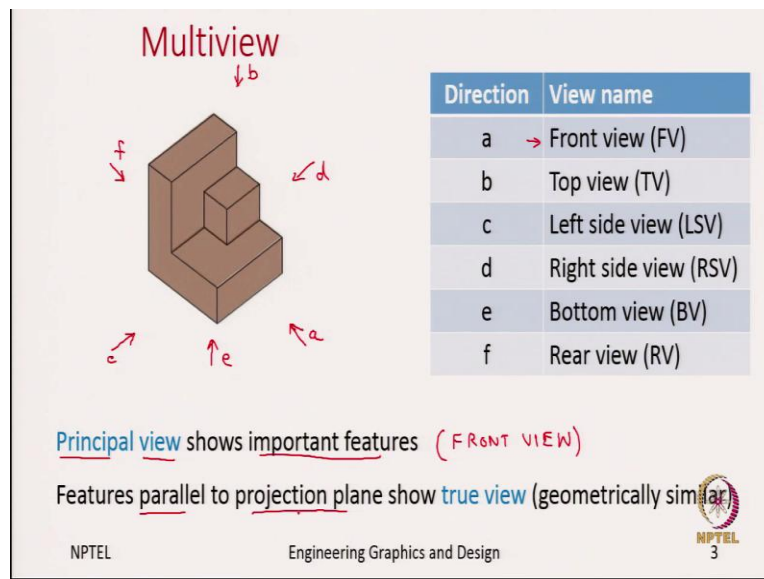 Multiview
b
f
d
c
e
a
Direction View name
a → Front view (FV)
b Top view (TV)
c Left side view (LSV)
d Right side view (RSV)
e Bottom view (BV)
f Rear view (RV)
Principal view shows important features (FRONT VIEW)
Features parallel to projection plane show true view (geometrically similar)
NPTEL
NPTEL Engineering Graphics and Design 3